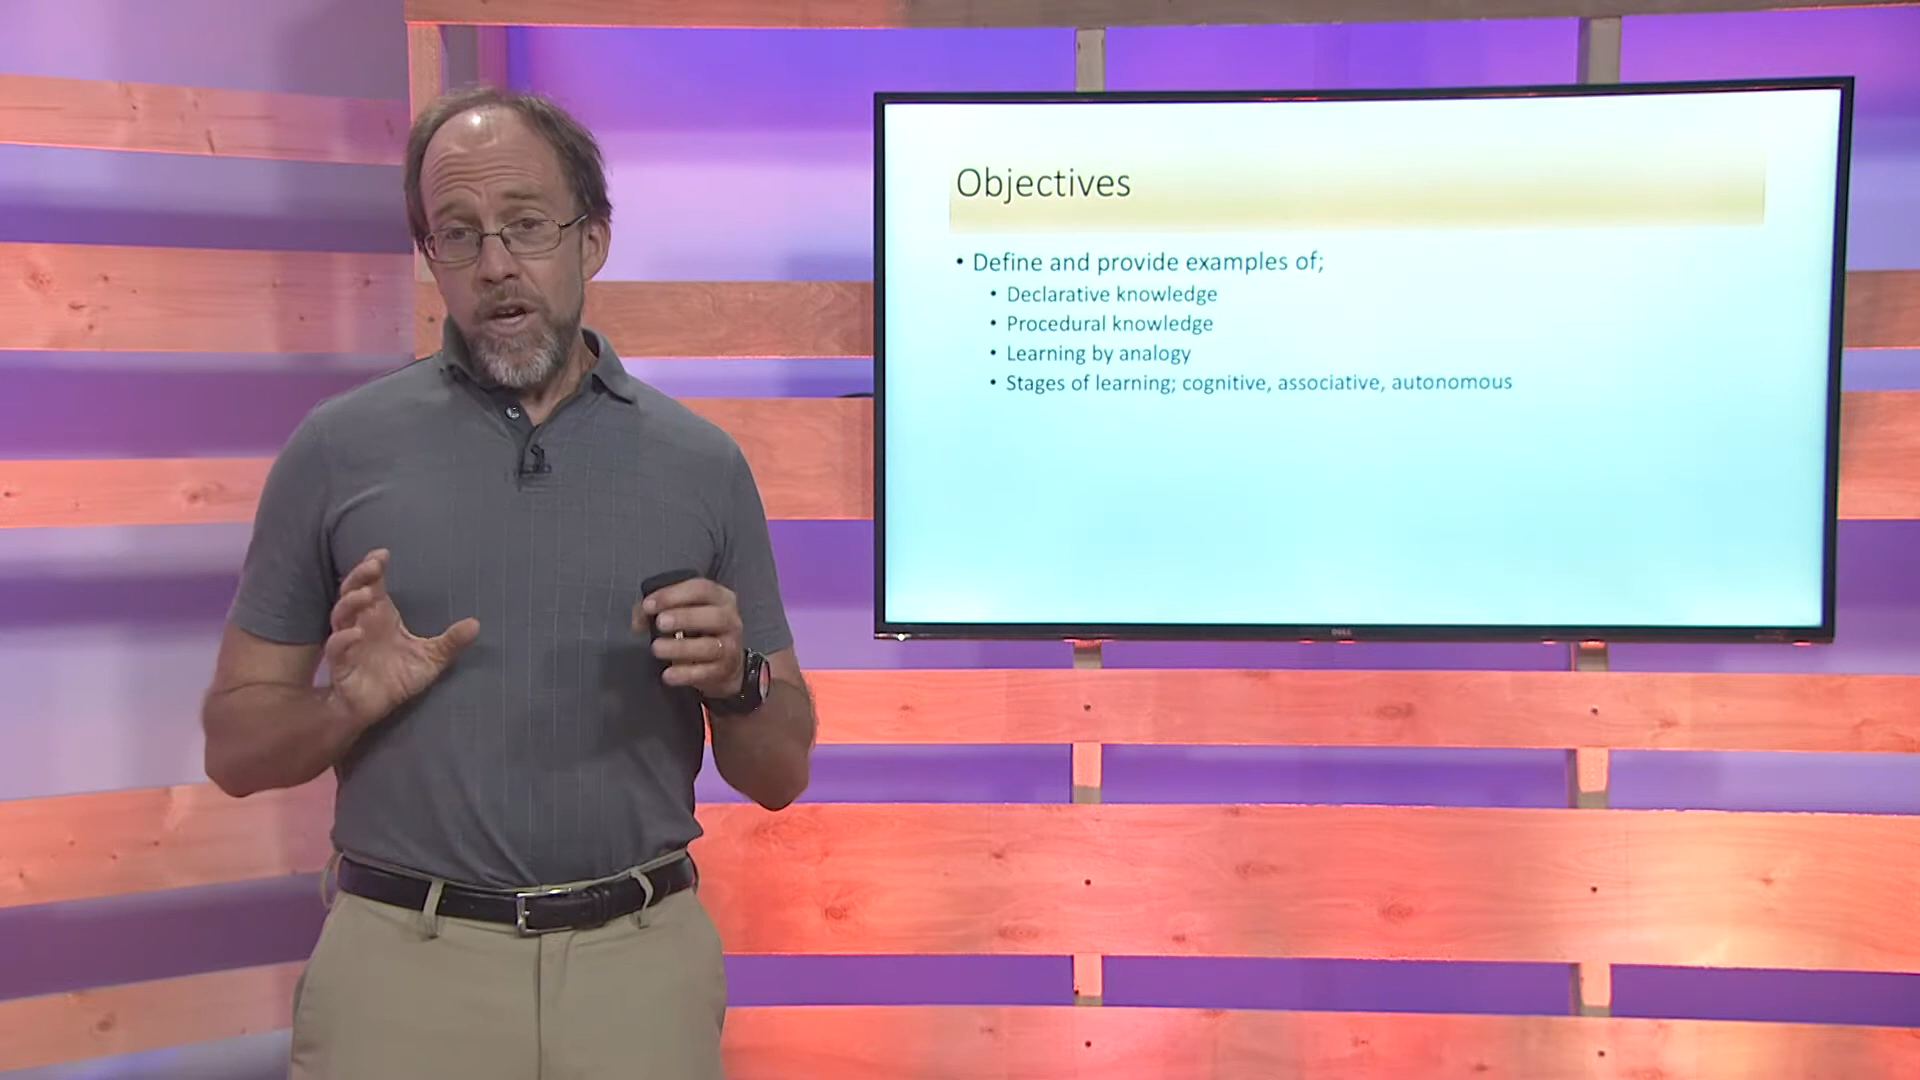 Objectives
• Define and provide examples of;
• Declarative knowledge
• Procedural knowledge
• Learning by analogy
• Stages of learning; cognitive, associative, autonomous
DELL